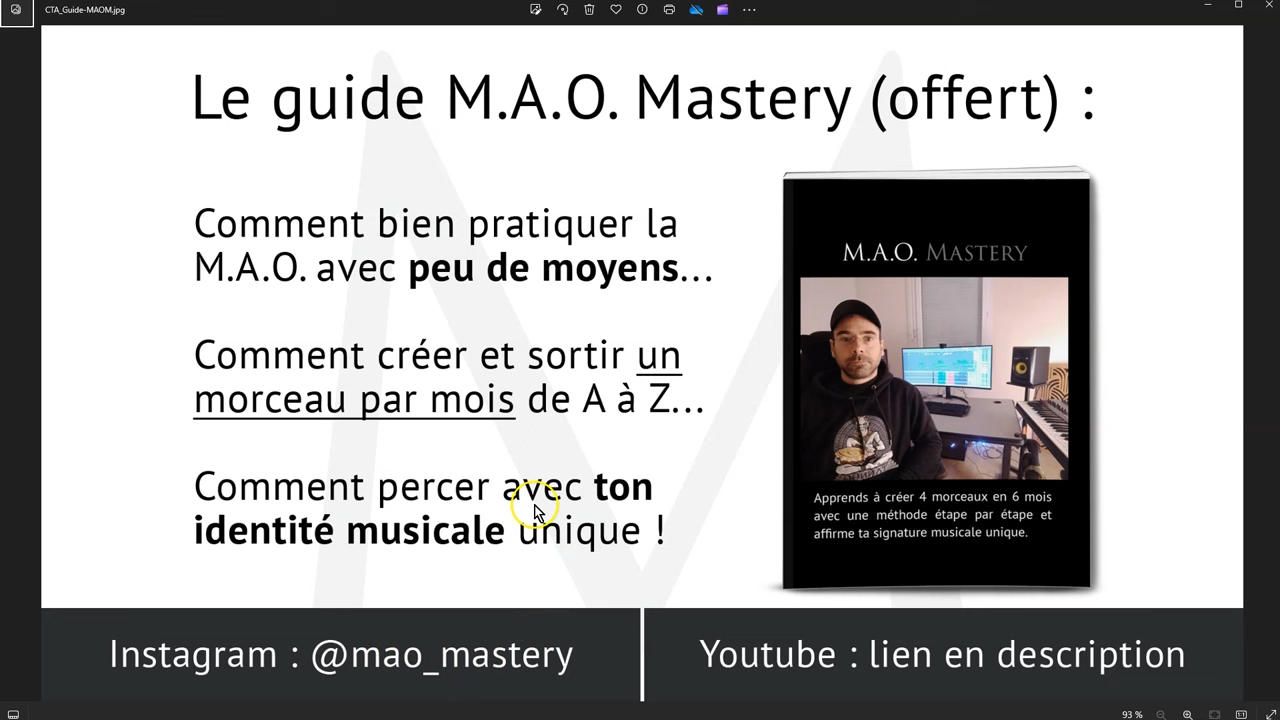 CTA_Guide-MAOM.jpg
Le guide M.A.O. Mastery (offert) :
Comment bien pratiquer la
M.A.O. avec peu de moyens...
Comment créer et sortir un
morceau par mois de A à Z...
Comment percer avec ton
identité musicale unique !
M.A.O. MASTERY
Apprends à créer 4 morceaux en 6 mois
avec une méthode étape par étape et
affirme ta signature musicale unique.
Instagram : @mao_mastery
Youtube : lien en description
93 %